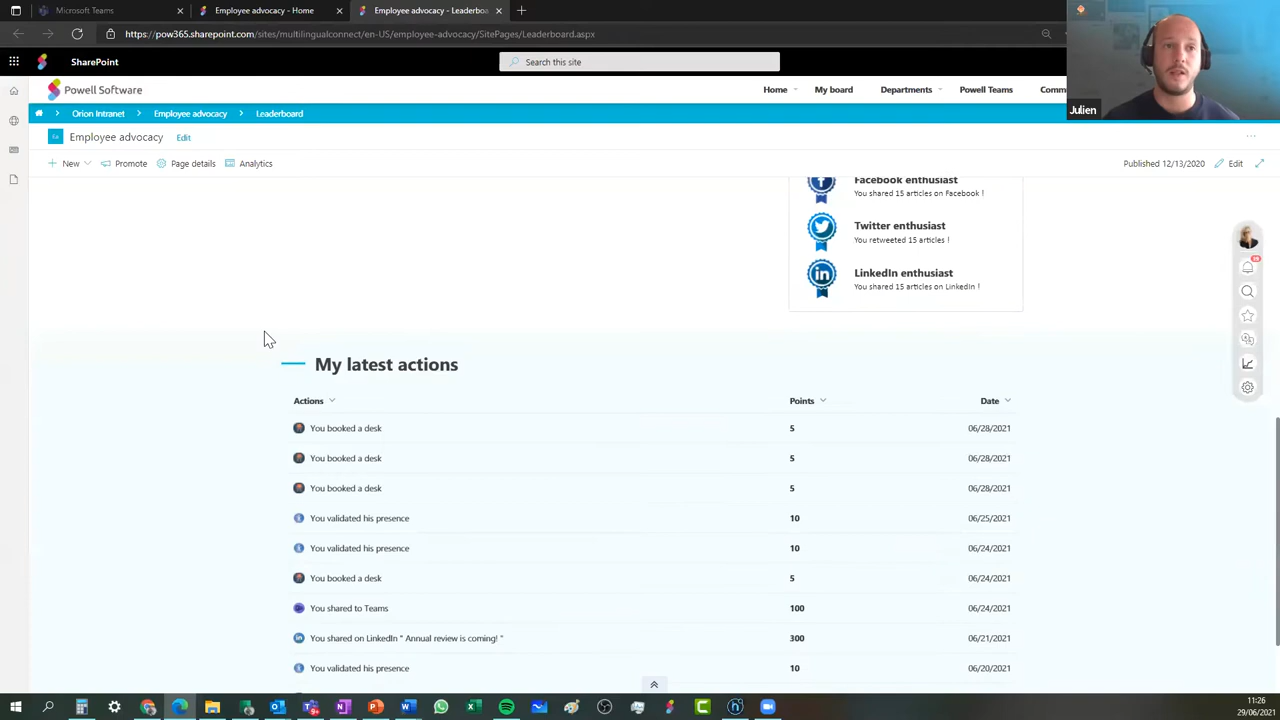 Microsoft Teams
Employee advocacy - Home
Employee advocacy - Leaderboa
https://pow365.sharepoint.com/sites/multilingualconnect/en-US/employee-advocacy/SitePages/Leaderboard.aspx
SharePoint
Search this site
Powell Software
Home
My board
Departments
Powell Teams
Comm
Julien
Orion Intranet
Employee advocacy
Leaderboard
Employee advocacy
Edit
New
Promote
Page details
Analytics
Published 12/13/2020
Edit
Facebook enthusiast
You shared 15 articles on Facebook !
Twitter enthusiast
You retweeted 15 articles !
LinkedIn enthusiast
You shared 15 articles on LinkedIn !
My latest actions
Actions Points Date
You booked a desk 5 06/28/2021
You booked a desk 5 06/28/2021
You booked a desk 5 06/28/2021
You validated his presence 10 06/25/2021
You validated his presence 10 06/24/2021
You booked a desk 5 06/24/2021
You shared to Teams 100 06/24/2021
You shared on LinkedIn " Annual review is coming! " 300 06/21/2021
You validated his presence 10 06/20/2021
11:26
29/06/2021